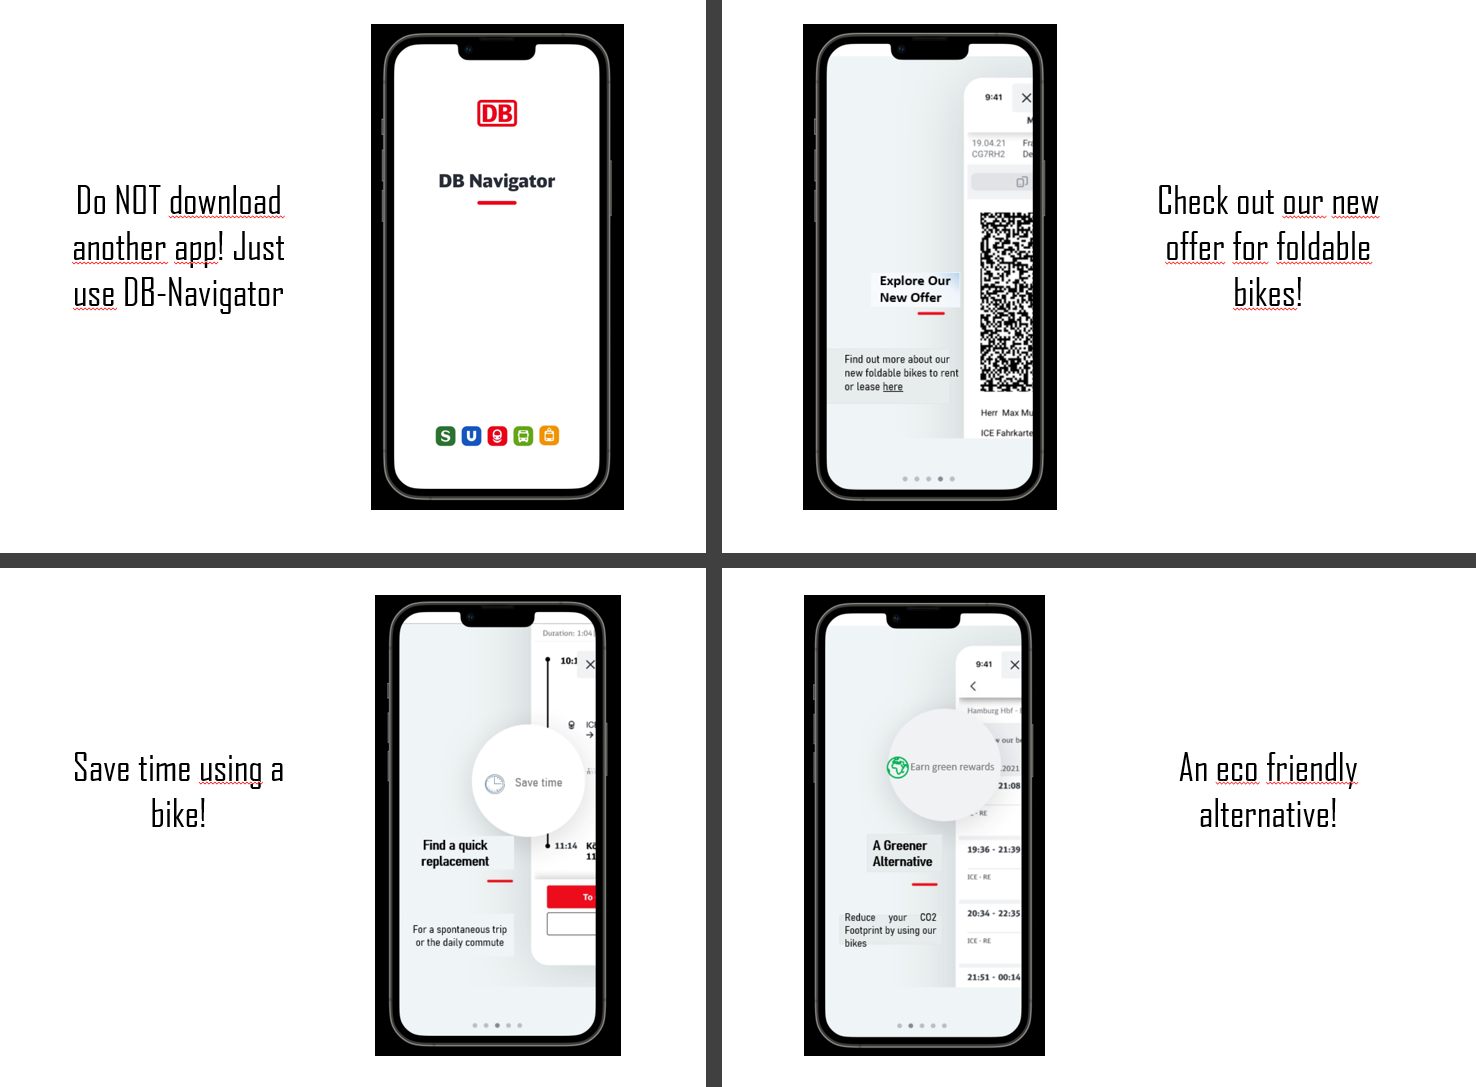 Do NOT download
another app! Just
use DB-Navigator
DB
DB Navigator
S U
9:41
19.04.21
CG7RH2
Explore Our
New Offer
Find out more about our
new foldable bikes to rent
or lease here
Herr Max Mu
ICE Fahrkarte
Check out our new
offer for foldable
bikes!
Save time using a
bike!
Duration: 1:04
10:1
ICE
Save time
Find a quick
replacement
11:14 Kö
11
To
For a spontaneous trip
or the daily commute
9:41
Hamburg Hbf -
Earn green rewards
.2021
21:08
- RE
A Greener
Alternative
19:36 - 21:39
ICE - RE
Reduce your CO2
Footprint by using our
bikes
20:34 - 22:35
ICE - RE
21:51 - 00:14
An eco friendly
alternative!